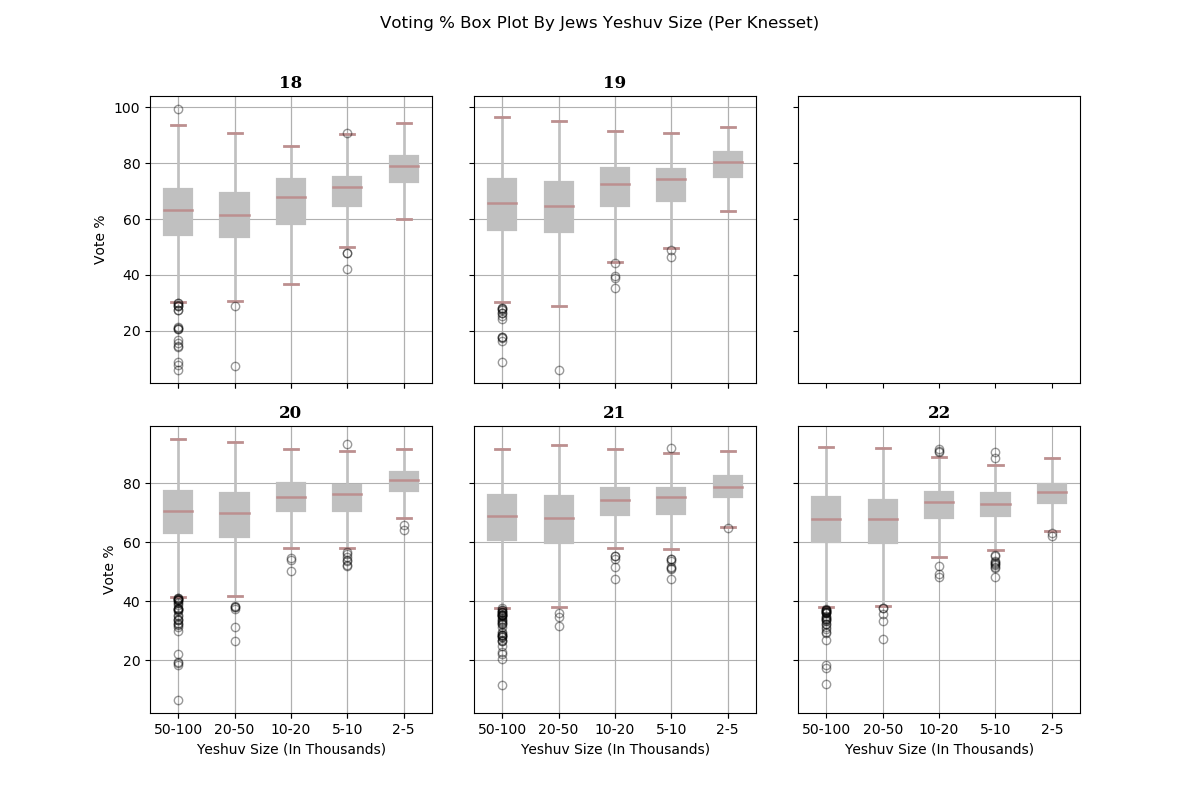 Voting % Box Plot By Jews Yeshuv Size (Per Knesset)
18
19
100
80
60
40
20
Vote %
20
21
22
80
60
40
20
Vote %
50-100 20-50 10-20 5-10 2-5
50-100 20-50 10-20 5-10 2-5
50-100 20-50 10-20 5-10 2-5
Yeshuv Size (In Thousands)
Yeshuv Size (In Thousands)
Yeshuv Size (In Thousands)